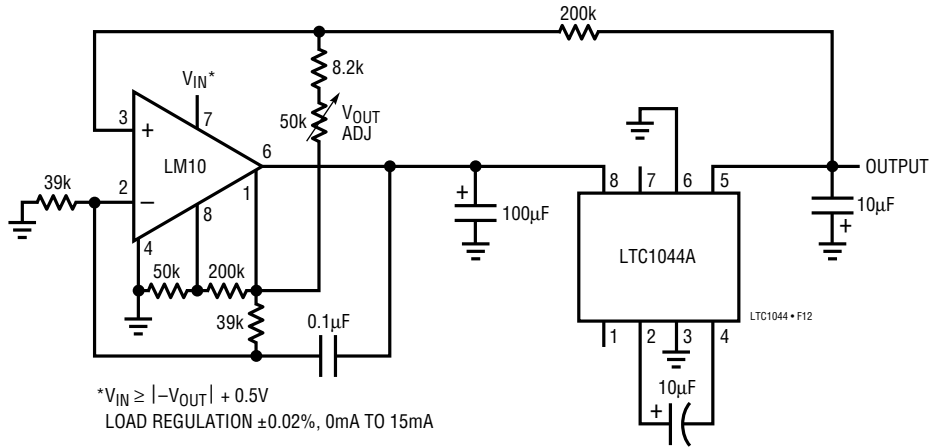 200k
8.2k
V_IN*
50k
V_OUT
ADJ
3
+
7
LM10
6
2
−
1
39k
8
4
50k
200k
39k
0.1µF
+
100µF
8
7
6
5
OUTPUT
10µF
+
LTC1044A
LTC1044 • F12
1
2
3
4
10µF
+
*V_IN ≥ |–V_OUT| + 0.5V
LOAD REGULATION ±0.02%, 0mA TO 15mA